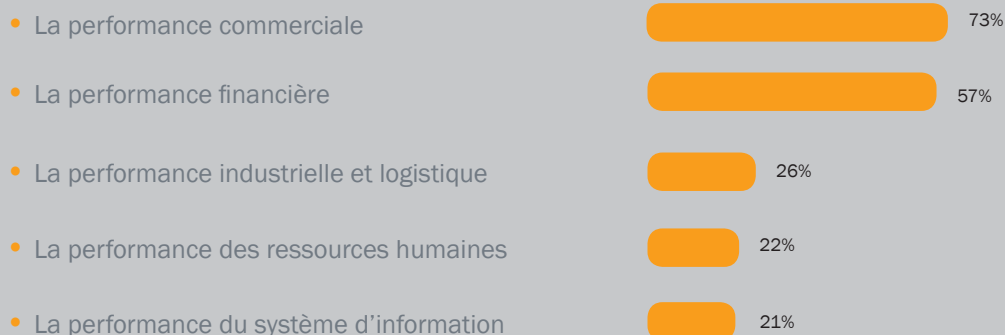 • La performance commerciale 73%
• La performance financière 57%
• La performance industrielle et logistique 26%
• La performance des ressources humaines 22%
• La performance du système d’information 21%